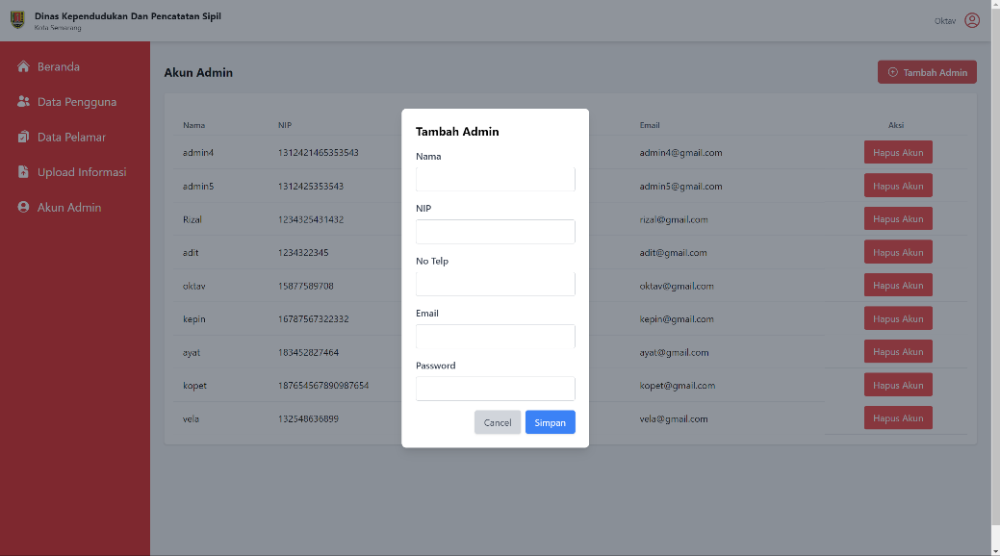 Dinas Kependudukan Dan Pencatatan Sipil
Kota Semarang
Oktav
Beranda
Data Pengguna
Data Pelamar
Upload Informasi
Akun Admin
Akun Admin
Tambah Admin
Nama NIP Email Aksi
admin4 1312421465353543 admin4@gmail.com Hapus Akun
admin5 1312425353543 admin5@gmail.com Hapus Akun
Rizal 1234325431432 rizal@gmail.com Hapus Akun
adit 1234322345 adit@gmail.com Hapus Akun
oktav 15877589708 oktav@gmail.com Hapus Akun
kepin 16787567322332 kepin@gmail.com Hapus Akun
ayat 183452827464 ayat@gmail.com Hapus Akun
kopet 187654567890987654 kopet@gmail.com Hapus Akun
vela 132548636899 vela@gmail.com Hapus Akun
Tambah Admin
Nama
NIP
No Telp
Email
Password
Cancel Simpan